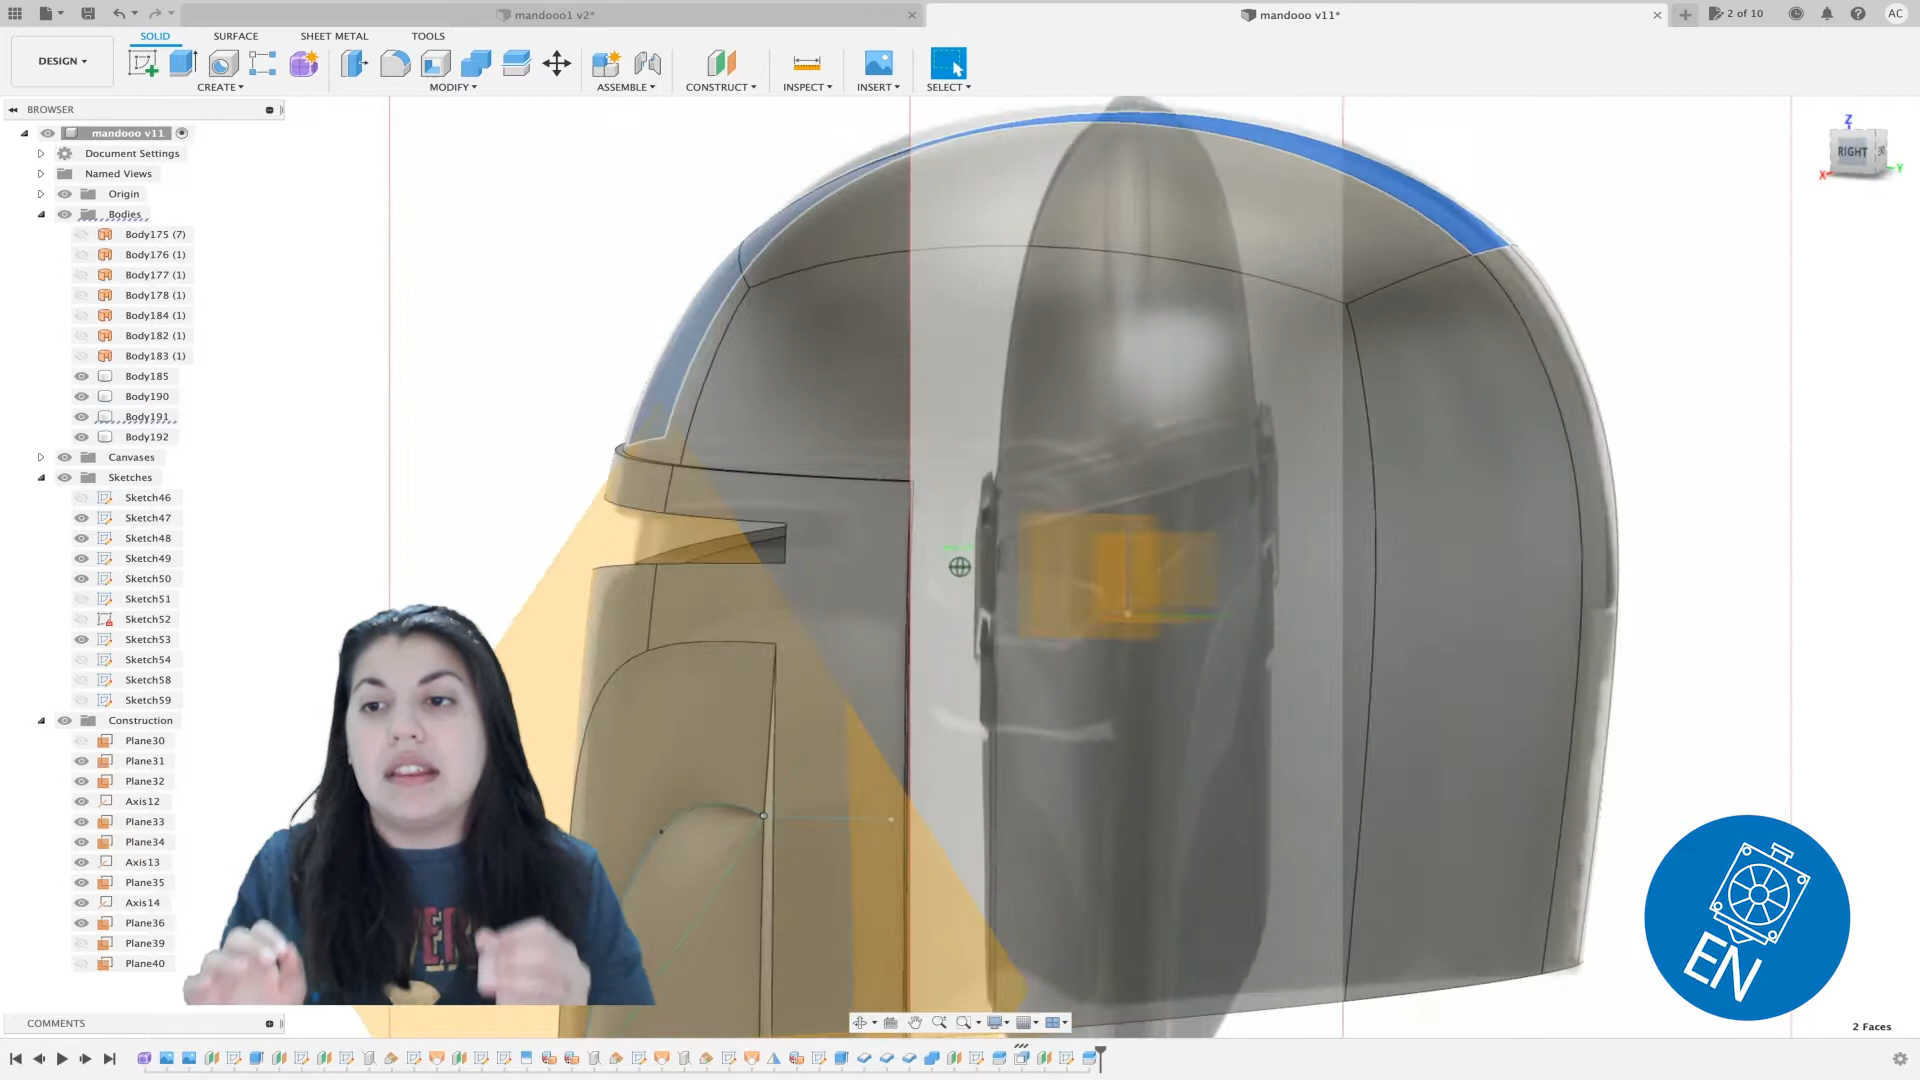 mandooo1 v2*
mandooo v11*
2 of 10
AC
DESIGN
SOLID
SURFACE
SHEET METAL
TOOLS
CREATE
MODIFY
ASSEMBLE
CONSTRUCT
INSPECT
INSERT
SELECT
BROWSER
mandooo v11
Document Settings
Named Views
Origin
Bodies
Body175 (7)
Body176 (1)
Body177 (1)
Body178 (1)
Body184 (1)
Body182 (1)
Body183 (1)
Body185
Body190
Body191
Body192
Canvases
Sketches
Sketch46
Sketch47
Sketch48
Sketch49
Sketch50
Sketch51
Sketch52
Sketch53
Sketch54
Sketch58
Sketch59
Construction
Plane30
Plane31
Plane32
Axis12
Plane33
Plane34
Axis13
Plane35
Axis14
Plane36
Plane39
Plane40
COMMENTS
Z
RIGHT
X
Y
EN
2 Faces